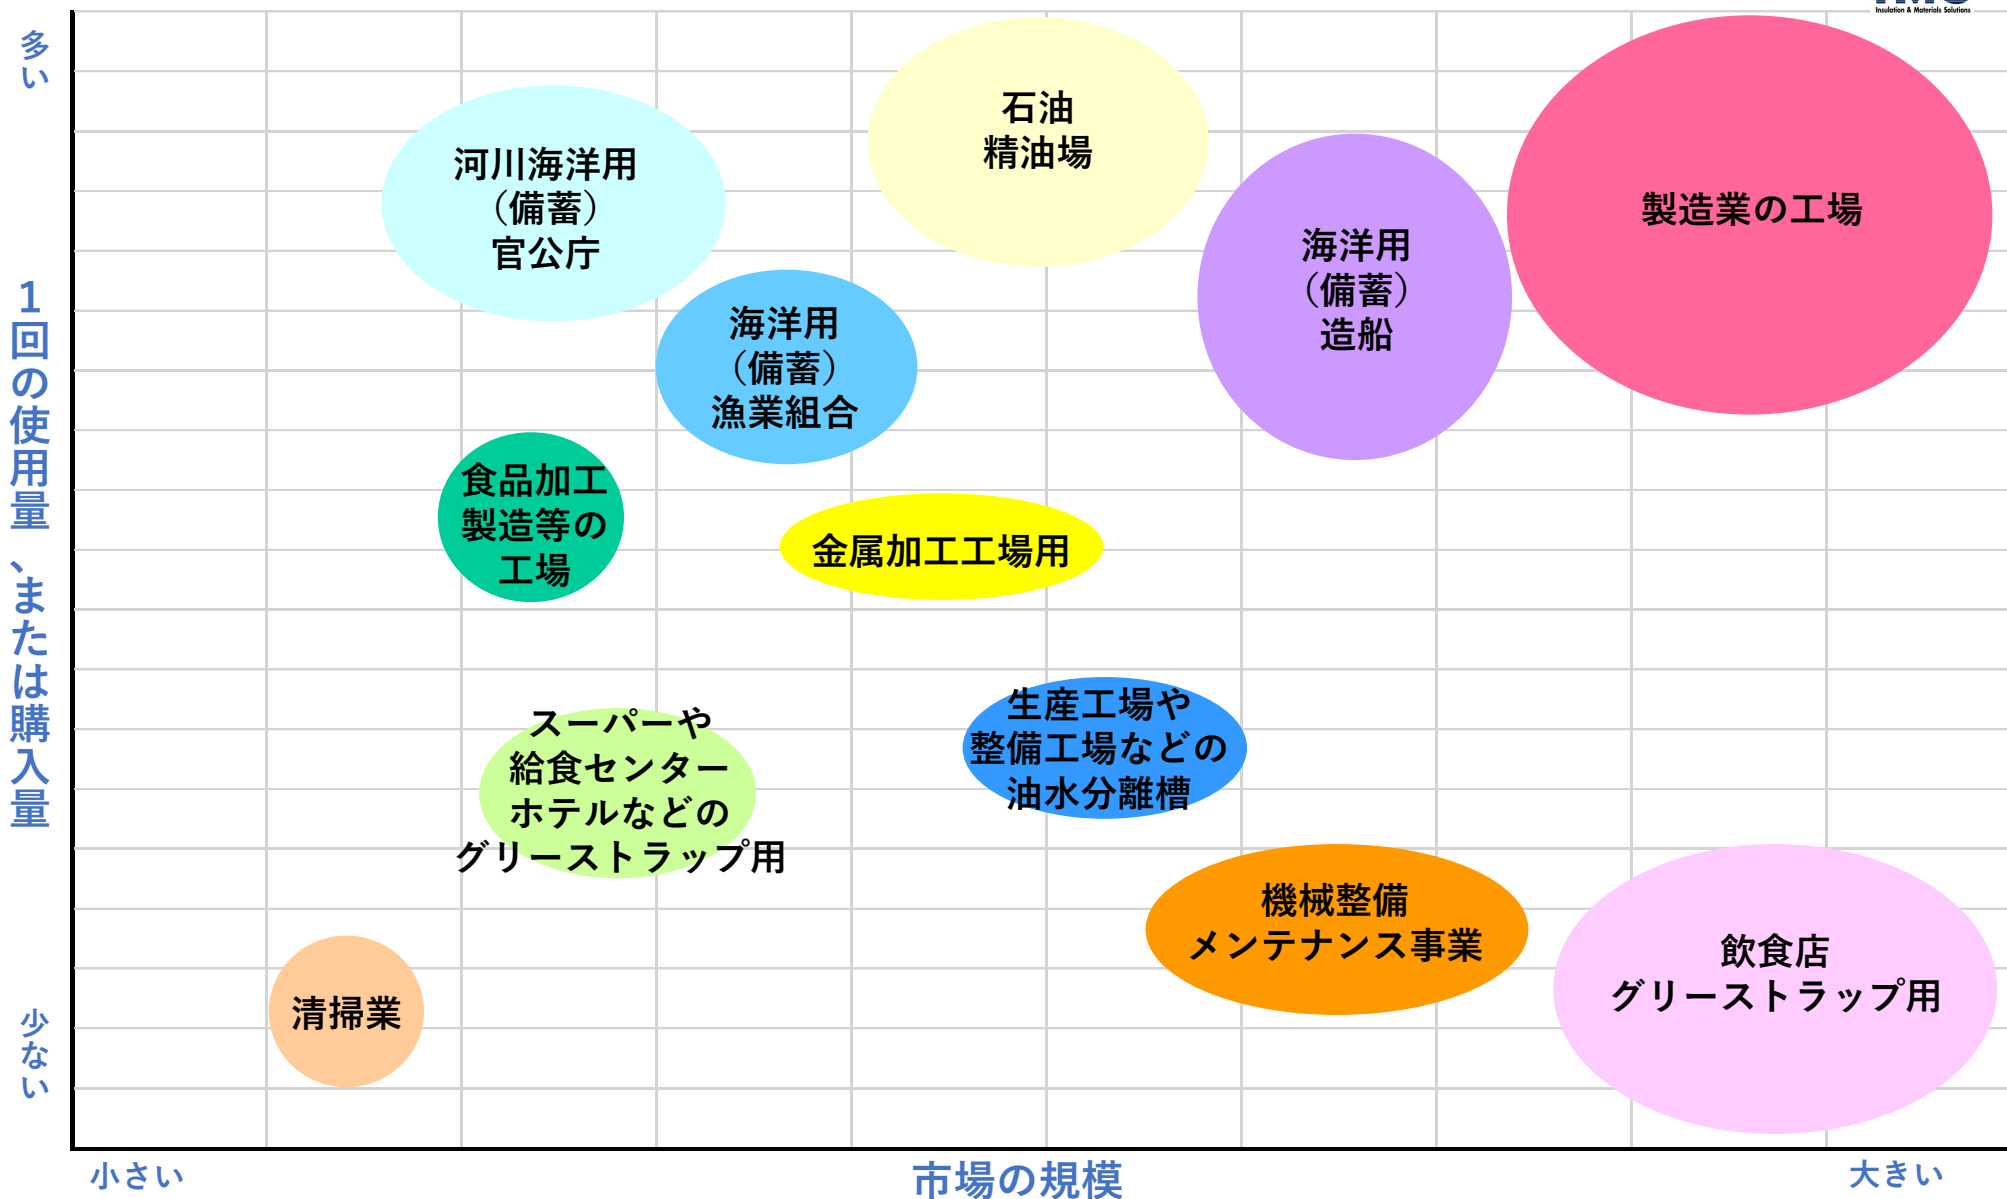 Insulation & Materials Solutions
多い
1回の使用量、または購入量
少ない
石油
精油場
河川海洋用
（備蓄）
官公庁
製造業の工場
海洋用
（備蓄）
造船
海洋用
（備蓄）
漁業組合
食品加工
製造等の
工場
金属加工工場用
生産工場や
整備工場などの
油水分離槽
スーパーや
給食センター
ホテルなどの
グリーストラップ用
機械整備
メンテナンス事業
飲食店
グリーストラップ用
清掃業
小さい
市場の規模
大きい